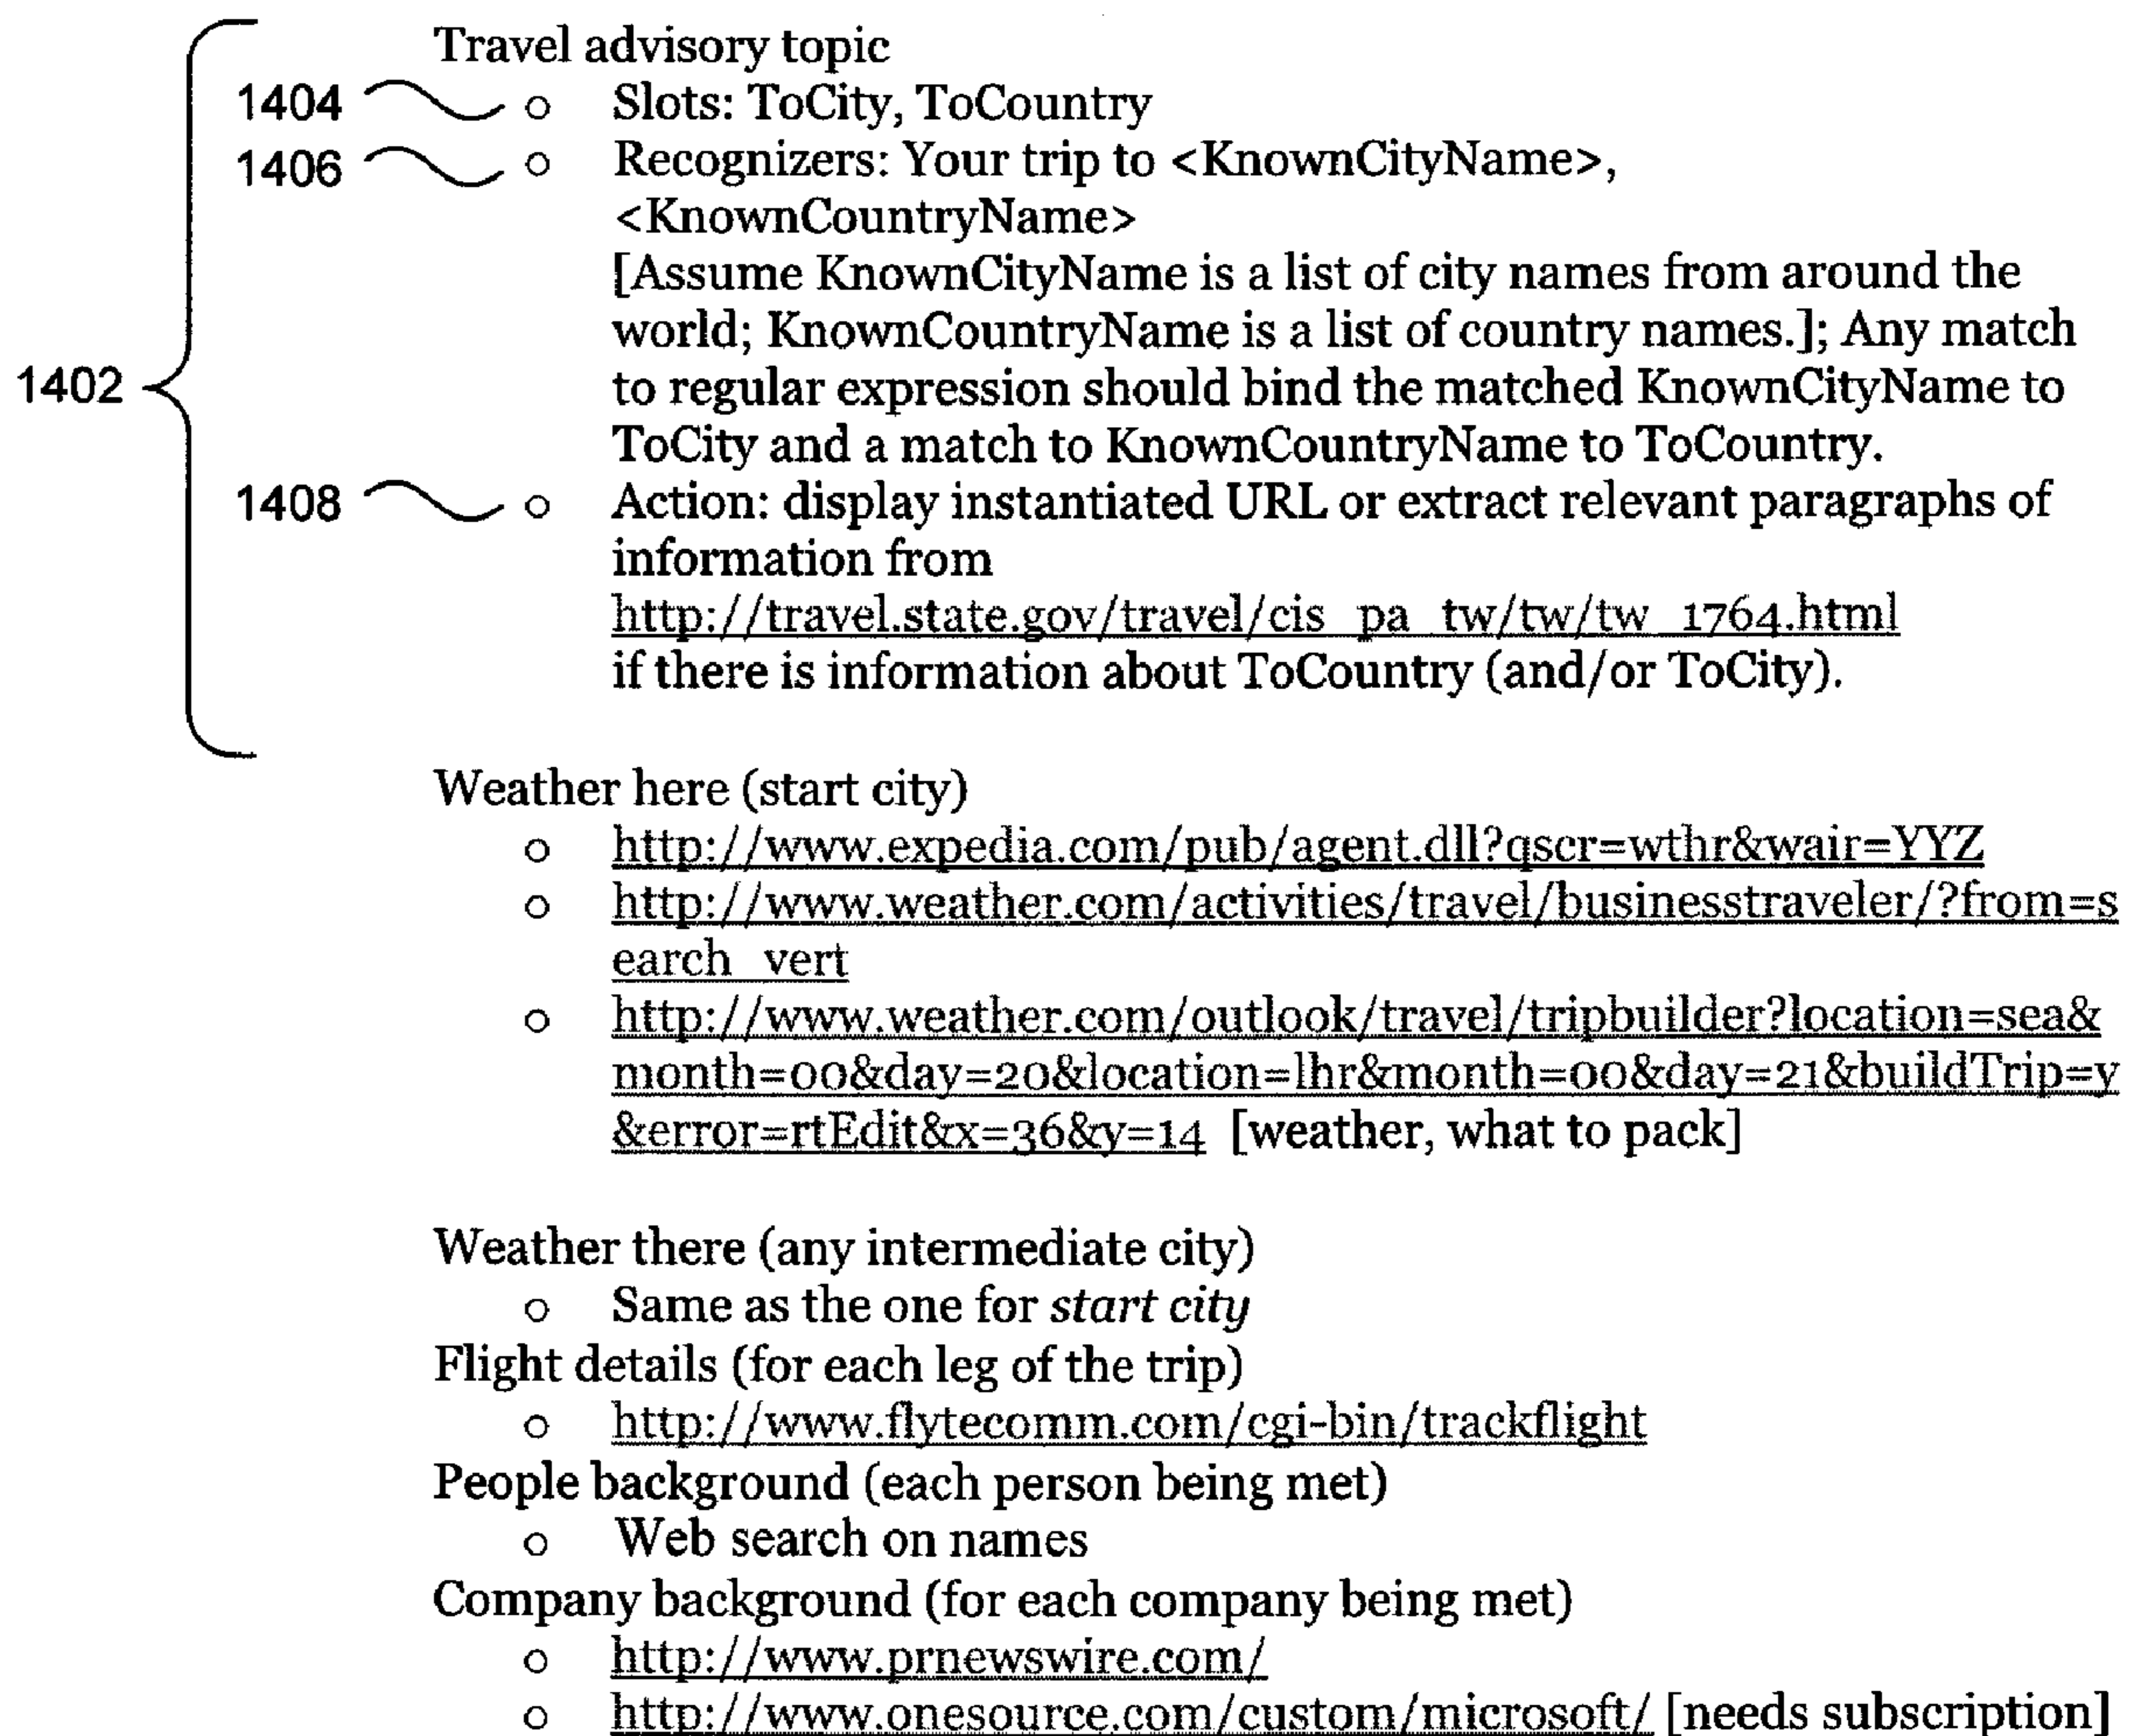 Travel advisory topic
1404 o Slots: ToCity, ToCountry
1406 o Recognizers: Your trip to <KnownCityName>,
<KnownCountryName>
[Assume KnownCityName is a list of city names from around the
world; KnownCountryName is a list of country names.]; Any match
1402 to regular expression should bind the matched KnownCityName to
ToCity and a match to KnownCountryName to ToCountry.
1408 o Action: display instantiated URL or extract relevant paragraphs of
information from
http://travel.state.gov/travel/cis_pa_tw/tw/tw_1764.html
if there is information about ToCountry (and/or ToCity).
Weather here (start city)
o http://www.expedia.com/pub/agent.dll?qscr=wthr&wair=YYZ
o http://www.weather.com/activities/travel/businesstraveler/?from=s
earch_vert
o http://www.weather.com/outlook/travel/tripbuilder?location=sea&
month=00&day=20&location=lhr&month=00&day=21&buildTrip=y
&error=rtEdit&x=36&y=14 [weather, what to pack]
Weather there (any intermediate city)
o Same as the one for start city
Flight details (for each leg of the trip)
o http://www.flytecomm.com/cgi-bin/trackflight
People background (each person being met)
o Web search on names
Company background (for each company being met)
o http://www.prnewswire.com/
o http://www.onesource.com/custom/microsoft/ [needs subscription]